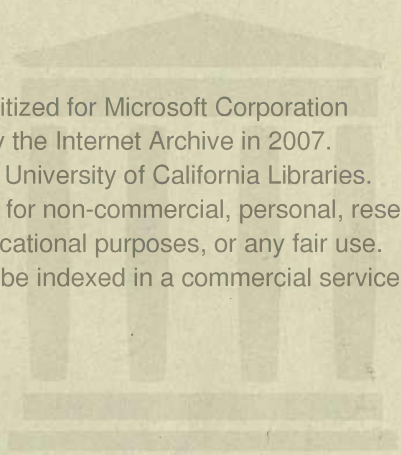 itized for Microsoft Corporation
y the Internet Archive in 2007.
University of California Libraries.
for non-commercial, personal, rese
cational purposes, or any fair use.
be indexed in a commercial service